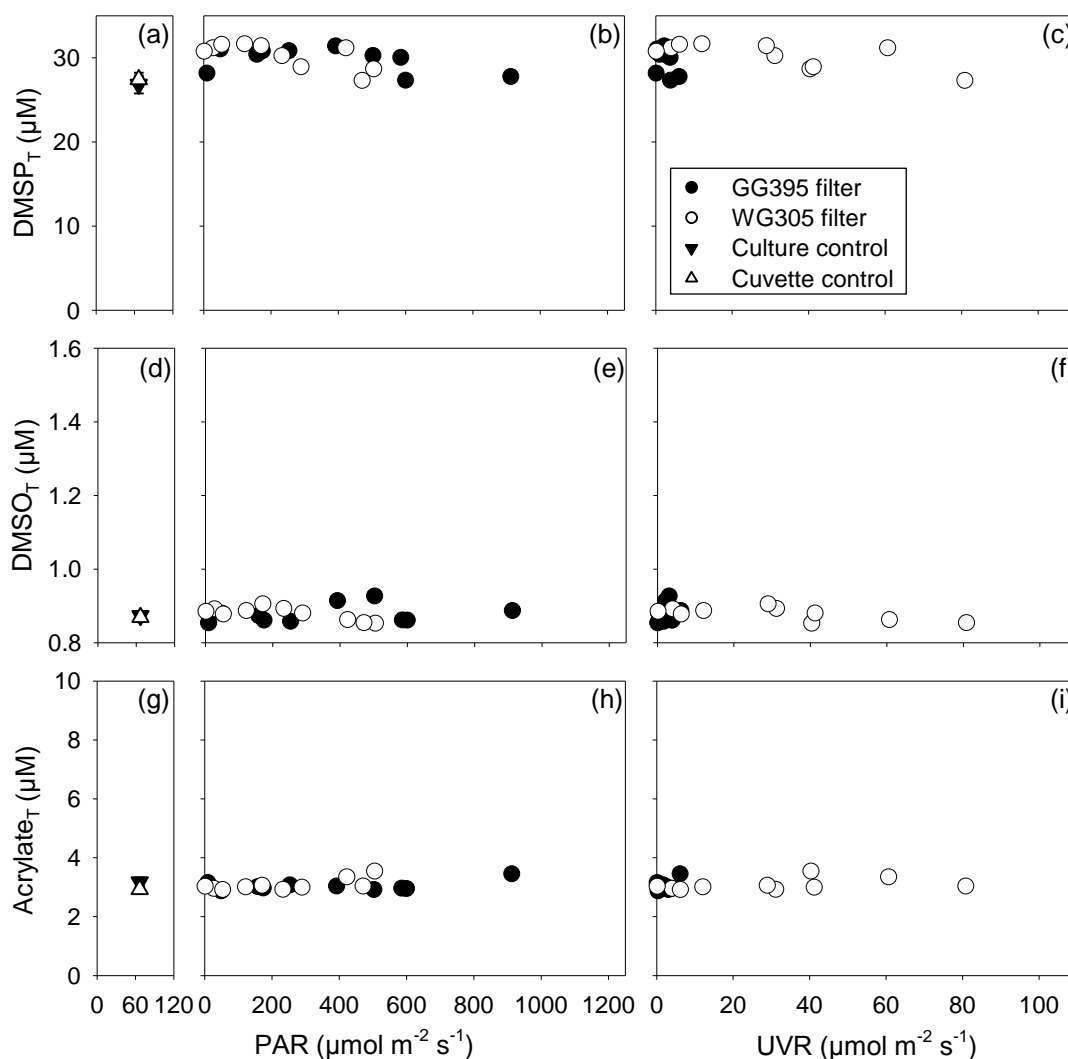 (a)
(b)
(c)
DMSP_T (µM)
30
20
10
0
GG395 filter
WG305 filter
Culture control
Cuvette control
(d)
(e)
(f)
DMSO_T (µM)
1.6
1.4
1.2
1.0
0.8
(g)
(h)
(i)
Acrylate_T (µM)
10
8
6
4
2
0
0 60 120 0 200 400 600 800 1000 1200 0 20 40 60 80 100
PAR (µmol m⁻² s⁻¹) UVR (µmol m⁻² s⁻¹)